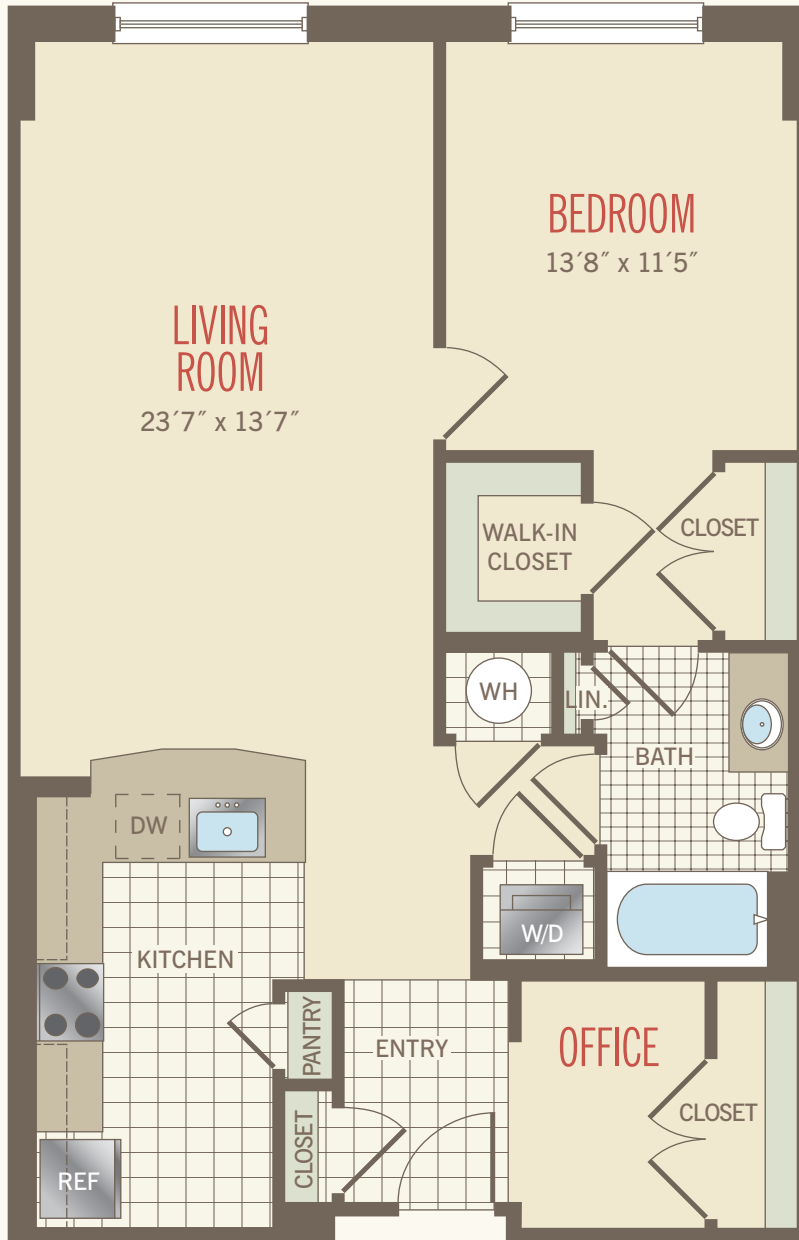 BEDROOM
13´8˝ x 11´5˝
LIVING
ROOM
23´7˝ x 13´7˝
WALK-IN
CLOSET
CLOSET
WH
LIN.
BATH
DW
W/D
KITCHEN
PANTRY
ENTRY
OFFICE
CLOSET
CLOSET
REF